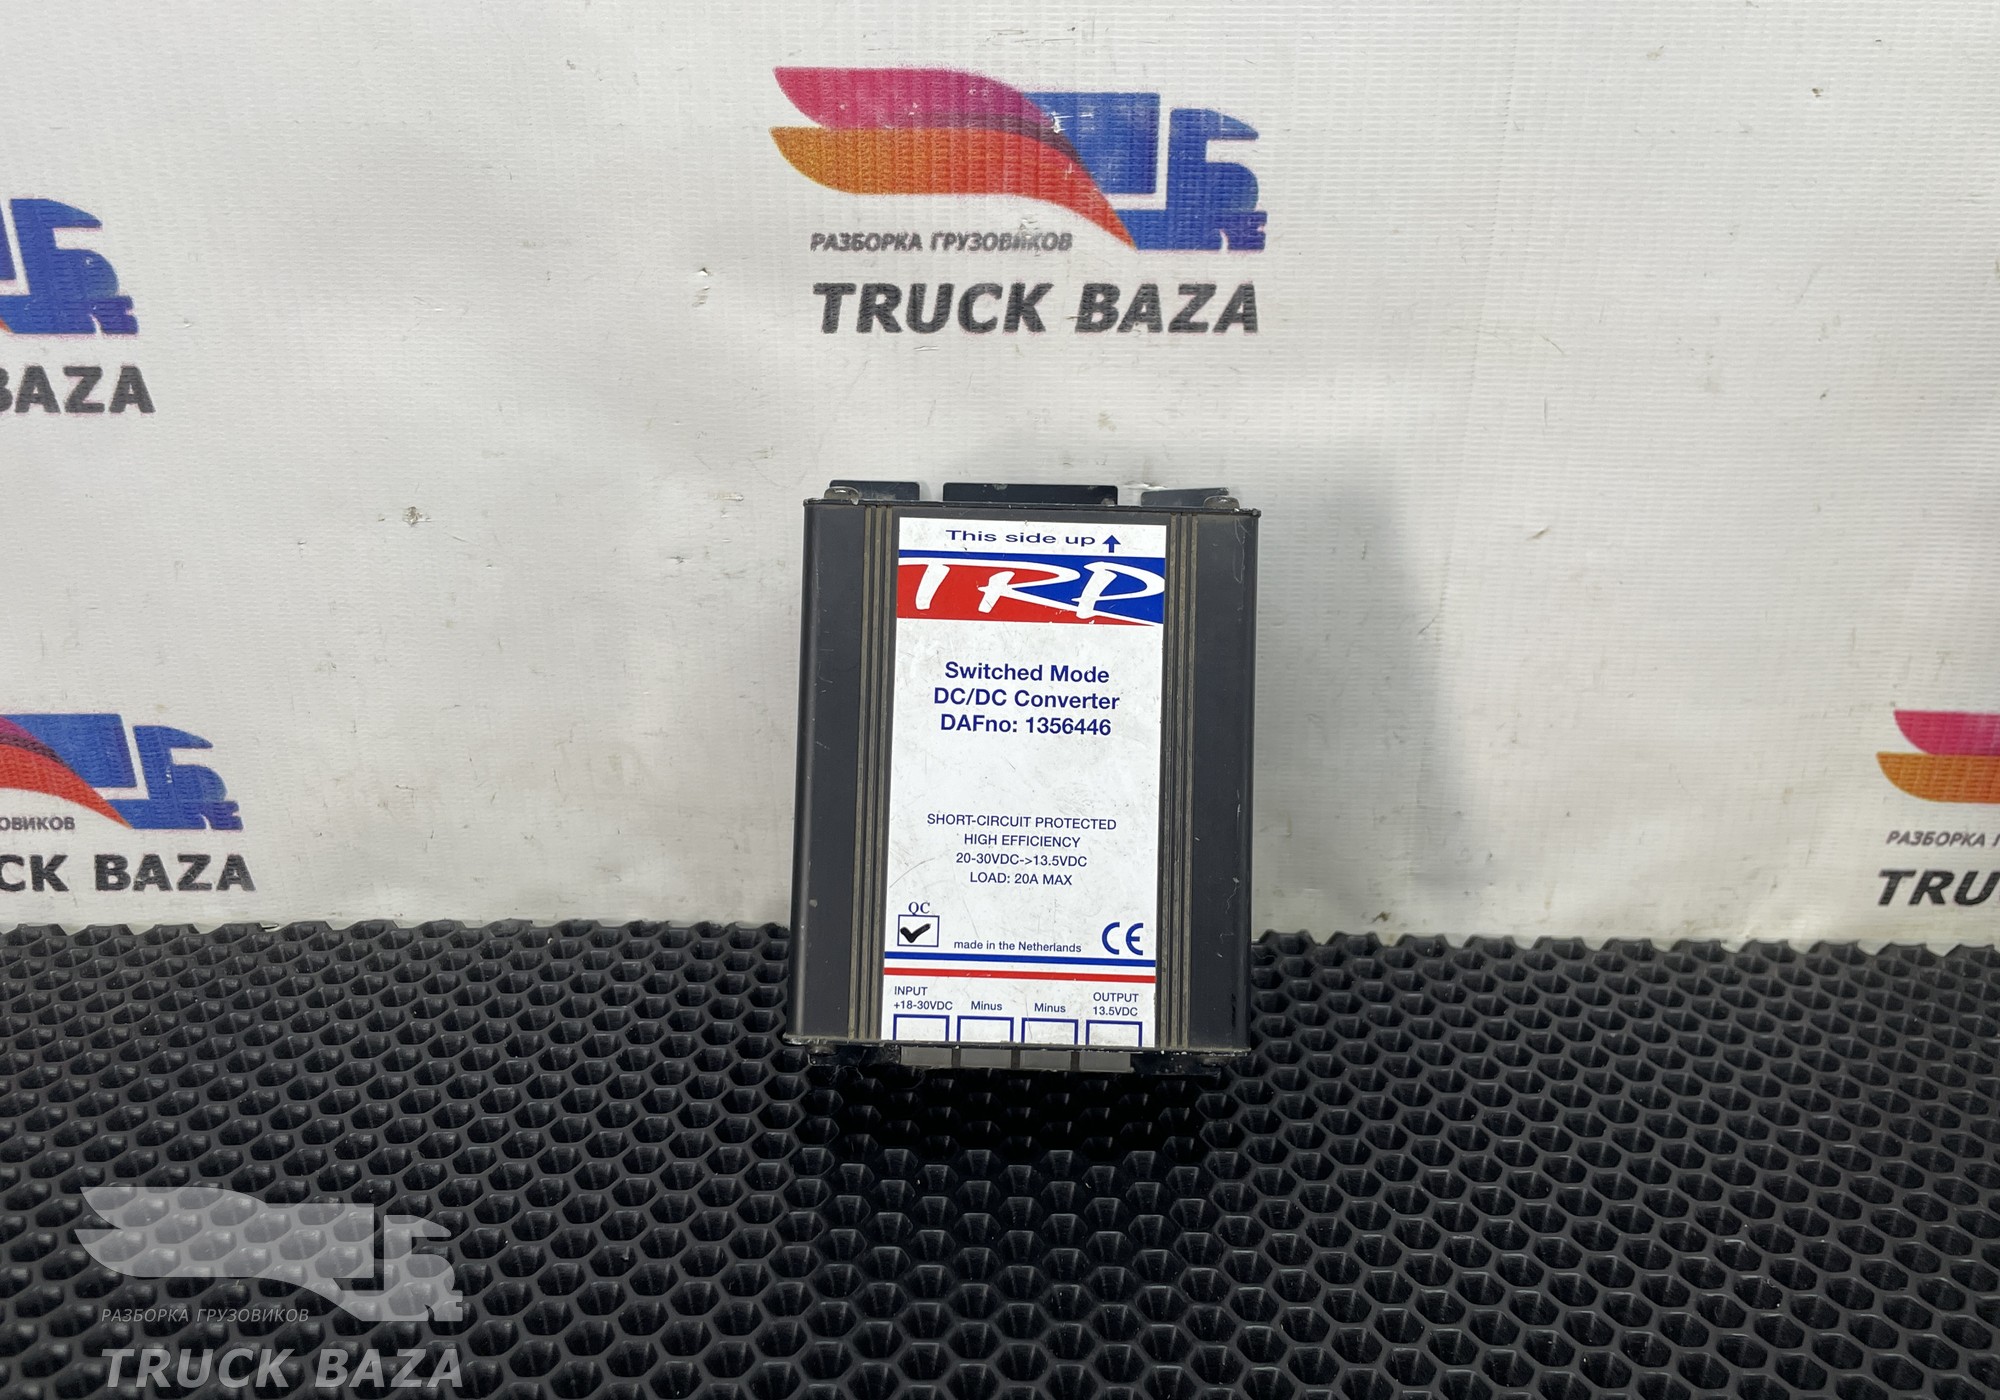 РАЗБОРКА ГРУЗОВИКОВ
TRUCK BAZA
BAZA
ОВИКОВ
CK BAZA
РАЗБОРКА Г
TRU
This side up
TRP
Switched Mode
DC/DC Converter
DAFno: 1356446
SHORT-CIRCUIT PROTECTED
HIGH EFFICIENCY
20-30VDC->13.5VDC
LOAD: 20A MAX
QC
made in the Netherlands CE
INPUT
+18-30VDC Minus Minus
OUTPUT
13.5VDC
РАЗБОРКА ГРУЗОВИКОВ
TRUCK BAZA